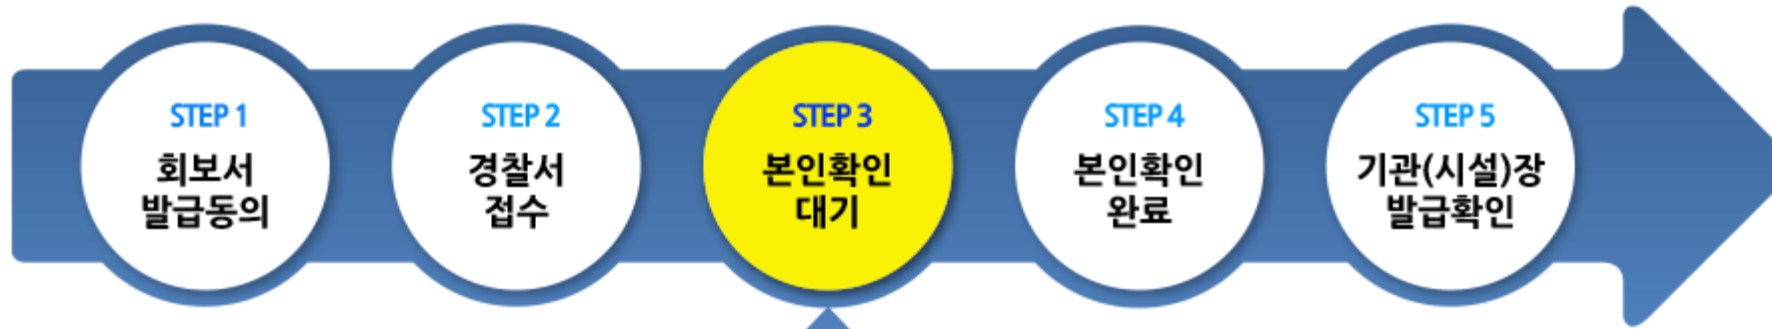 STEP 1
회보서
발급동의
STEP 2
경찰서
접수
STEP 3
본인확인
대기
STEP 4
본인확인
완료
STEP 5
기관(시설)장
발급확인